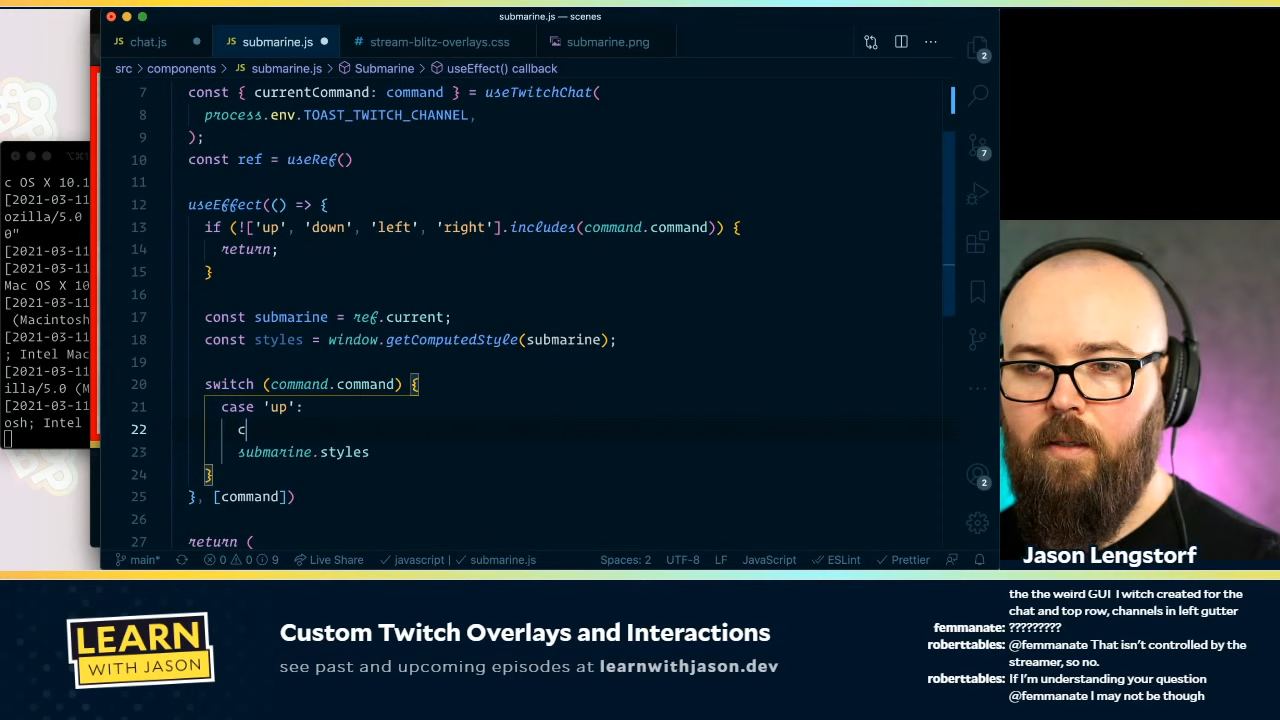 submarine.js — scenes
JS chat.js
JS submarine.js
# stream-blitz-overlays.css
submarine.png
src > components > JS submarine.js > Submarine > useEffect() callback
7 const { currentCommand: command } = useTwitchChat(
8 process.env.TOAST_TWITCH_CHANNEL,
9 );
10 const ref = useRef()
11
12 useEffect(() => {
13 if (!['up', 'down', 'left', 'right'].includes(command.command)) {
14 return;
15 }
16
17 const submarine = ref.current;
18 const styles = window.getComputedStyle(submarine);
19
20 switch (command.command) {
21 case 'up':
22 c
23 submarine.styles
24 }
25 }, [command])
26
27 return (
main* 0 0 9 Live Share javascript | submarine.js Spaces: 2 UTF-8 LF JavaScript ESLint Prettier
2
7
2
c OS X 10.1
[2021-03-11
ozilla/5.0
0"
[2021-03-11
[2021-03-11
Mac OS X 10
[2021-03-11
(Macintosh
[2021-03-11
; Intel Mac
[2021-03-11
illa/5.0 (M
[2021-03-11
osh; Intel
Jason Lengstorf
LEARN
WITH JASON
Custom Twitch Overlays and Interactions
see past and upcoming episodes at learnwithjason.dev
the the weird GUI Twitch created for the
chat and top row, channels in left gutter
femmanate: ?????????
roberttables: @femmanate That isn't controlled by the
streamer, so no.
roberttables: If I'm understanding your question
@femmanate I may not be though